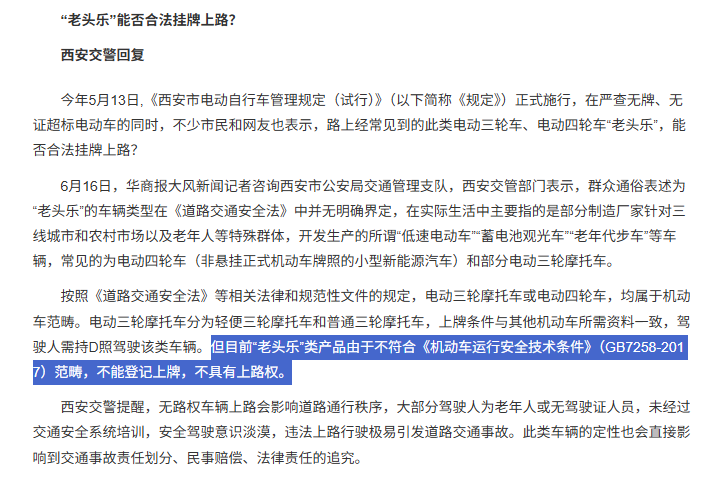 “老头乐”能否合法挂牌上路？
西安交警回复
今年5月13日,《西安市电动自行车管理规定（试行）》（以下简称《规定》）正式施行，在严查无牌、无
证超标电动车的同时，不少市民和网友也表示，路上经常见到的此类电动三轮车、电动四轮车“老头乐”，能
否合法挂牌上路？
6月16日，华商报大风新闻记者咨询西安市公安局交通管理支队，西安交管部门表示，群众通俗表述为
“老头乐”的车辆类型在《道路交通安全法》中并无明确界定，在实际生活中主要指的是部分制造厂家针对三
线城市和农村市场以及老年人等特殊群体，开发生产的所谓“低速电动车”“蓄电池观光车”“老年代步车”等车
辆，常见的为电动四轮车（非悬挂正式机动车牌照的小型新能源汽车）和部分电动三轮摩托车。
按照《道路交通安全法》等相关法律和规范性文件的规定，电动三轮摩托车或电动四轮车，均属于机动
车范畴。电动三轮摩托车分为轻便三轮摩托车和普通三轮摩托车，上牌条件与其他机动车所需资料一致，驾
驶人需持D照驾驶该类车辆。但目前“老头乐”类产品由于不符合《机动车运行安全技术条件》（GB7258-201
7）范畴，不能登记上牌，不具有上路权。
西安交警提醒，无路权车辆上路会影响道路通行秩序，大部分驾驶人为老年人或无驾驶证人员，未经过
交通安全系统培训，安全驾驶意识淡漠，违法上路行驶极易引发道路交通事故。此类车辆的定性也会直接影
响到交通事故责任划分、民事赔偿、法律责任的追究。